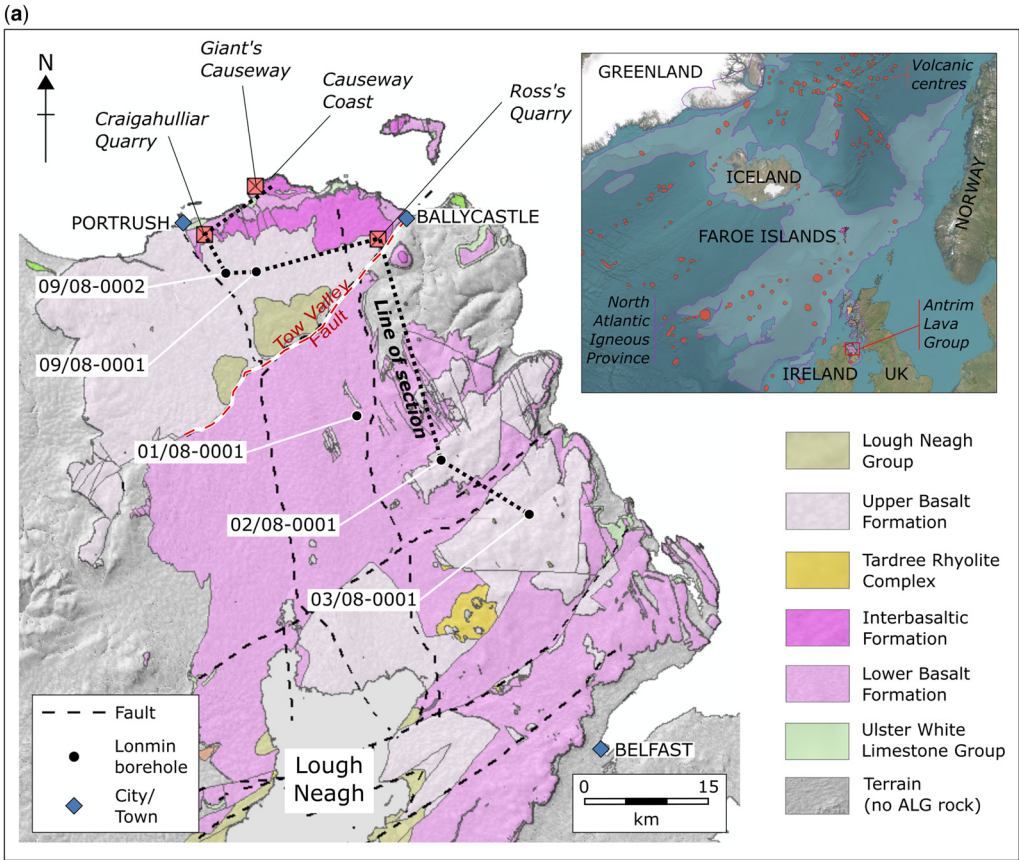 (a)
N
Giant's
Causeway
Causeway
Coast
Ross's
Quarry
Craigahulliar
Quarry
PORTRUSH
BALLYCASTLE
09/08-0002
09/08-0001
Tow Valley
Fault
Line of section
01/08-0001
02/08-0001
03/08-0001
Lough
Neagh
BELFAST
Fault
Lonmin
borehole
City/
Town
0 15
km
GREENLAND
Volcanic
centres
ICELAND
NORWAY
FAROE ISLANDS
North
Atlantic
Igneous
Province
Antrim
Lava
Group
IRELAND
UK
Lough Neagh
Group
Upper Basalt
Formation
Tardree Rhyolite
Complex
Interbasaltic
Formation
Lower Basalt
Formation
Ulster White
Limestone Group
Terrain
(no ALG rock)